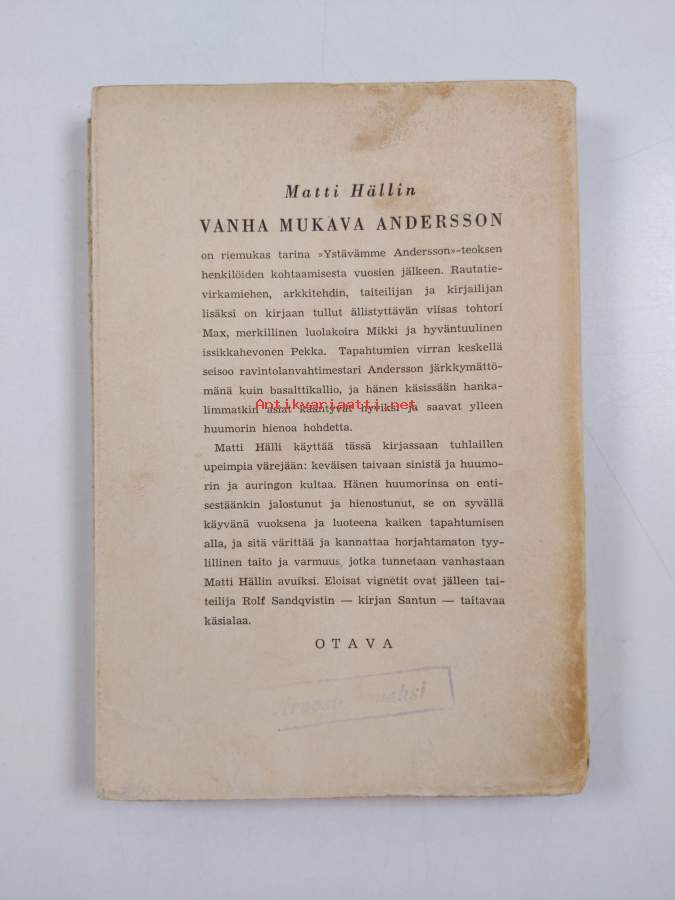 Matti Hällin
VANHA MUKAVA ANDERSSON
on riemukas tarina »Ystävämme Andersson»-teoksen
henkilöiden kohtaamisesta vuosien jälkeen. Rautatie-
virkamiehen, arkkitehdin, taiteilijan ja kirjailijan
lisäksi on kirjaan tullut ällistyttävän viisas tohtori
Max, merkillinen luolakoira Mikki ja hyväntuulinen
issikkahevonen Pekka. Tapahtumien virran keskellä
seisoo ravintolanvahtimestari Andersson järkkymättö-
mänä kuin basalttikallio, ja hänen käsissään hanka-
limmatkin asiat kääntyvät hyviksi ja saavat ylleen
Antikvariaatti.net
huumorin hienoa hohdetta.
Matti Hälli käyttää tässä kirjassaan tuhlaillen
upeimpia värejään: keväisen taivaan sinistä ja huumo-
rin ja auringon kultaa. Hänen huumorinsa on enti-
sestäänkin jalostunut ja hienostunut, se on syvällä
käyvänä vuoksena ja luoteena kaiken tapahtumisen
alla, ja sitä värittää ja kannattaa horjahtamaton tyy-
lillinen taito ja varmuus, jotka tunnetaan vanhastaan
Matti Hällin avuiksi. Eloisat vignetit ovat jälleen tai-
teilija Rolf Sandqvistin — kirjan Santun — taitavaa
käsialaa.
OTAVA